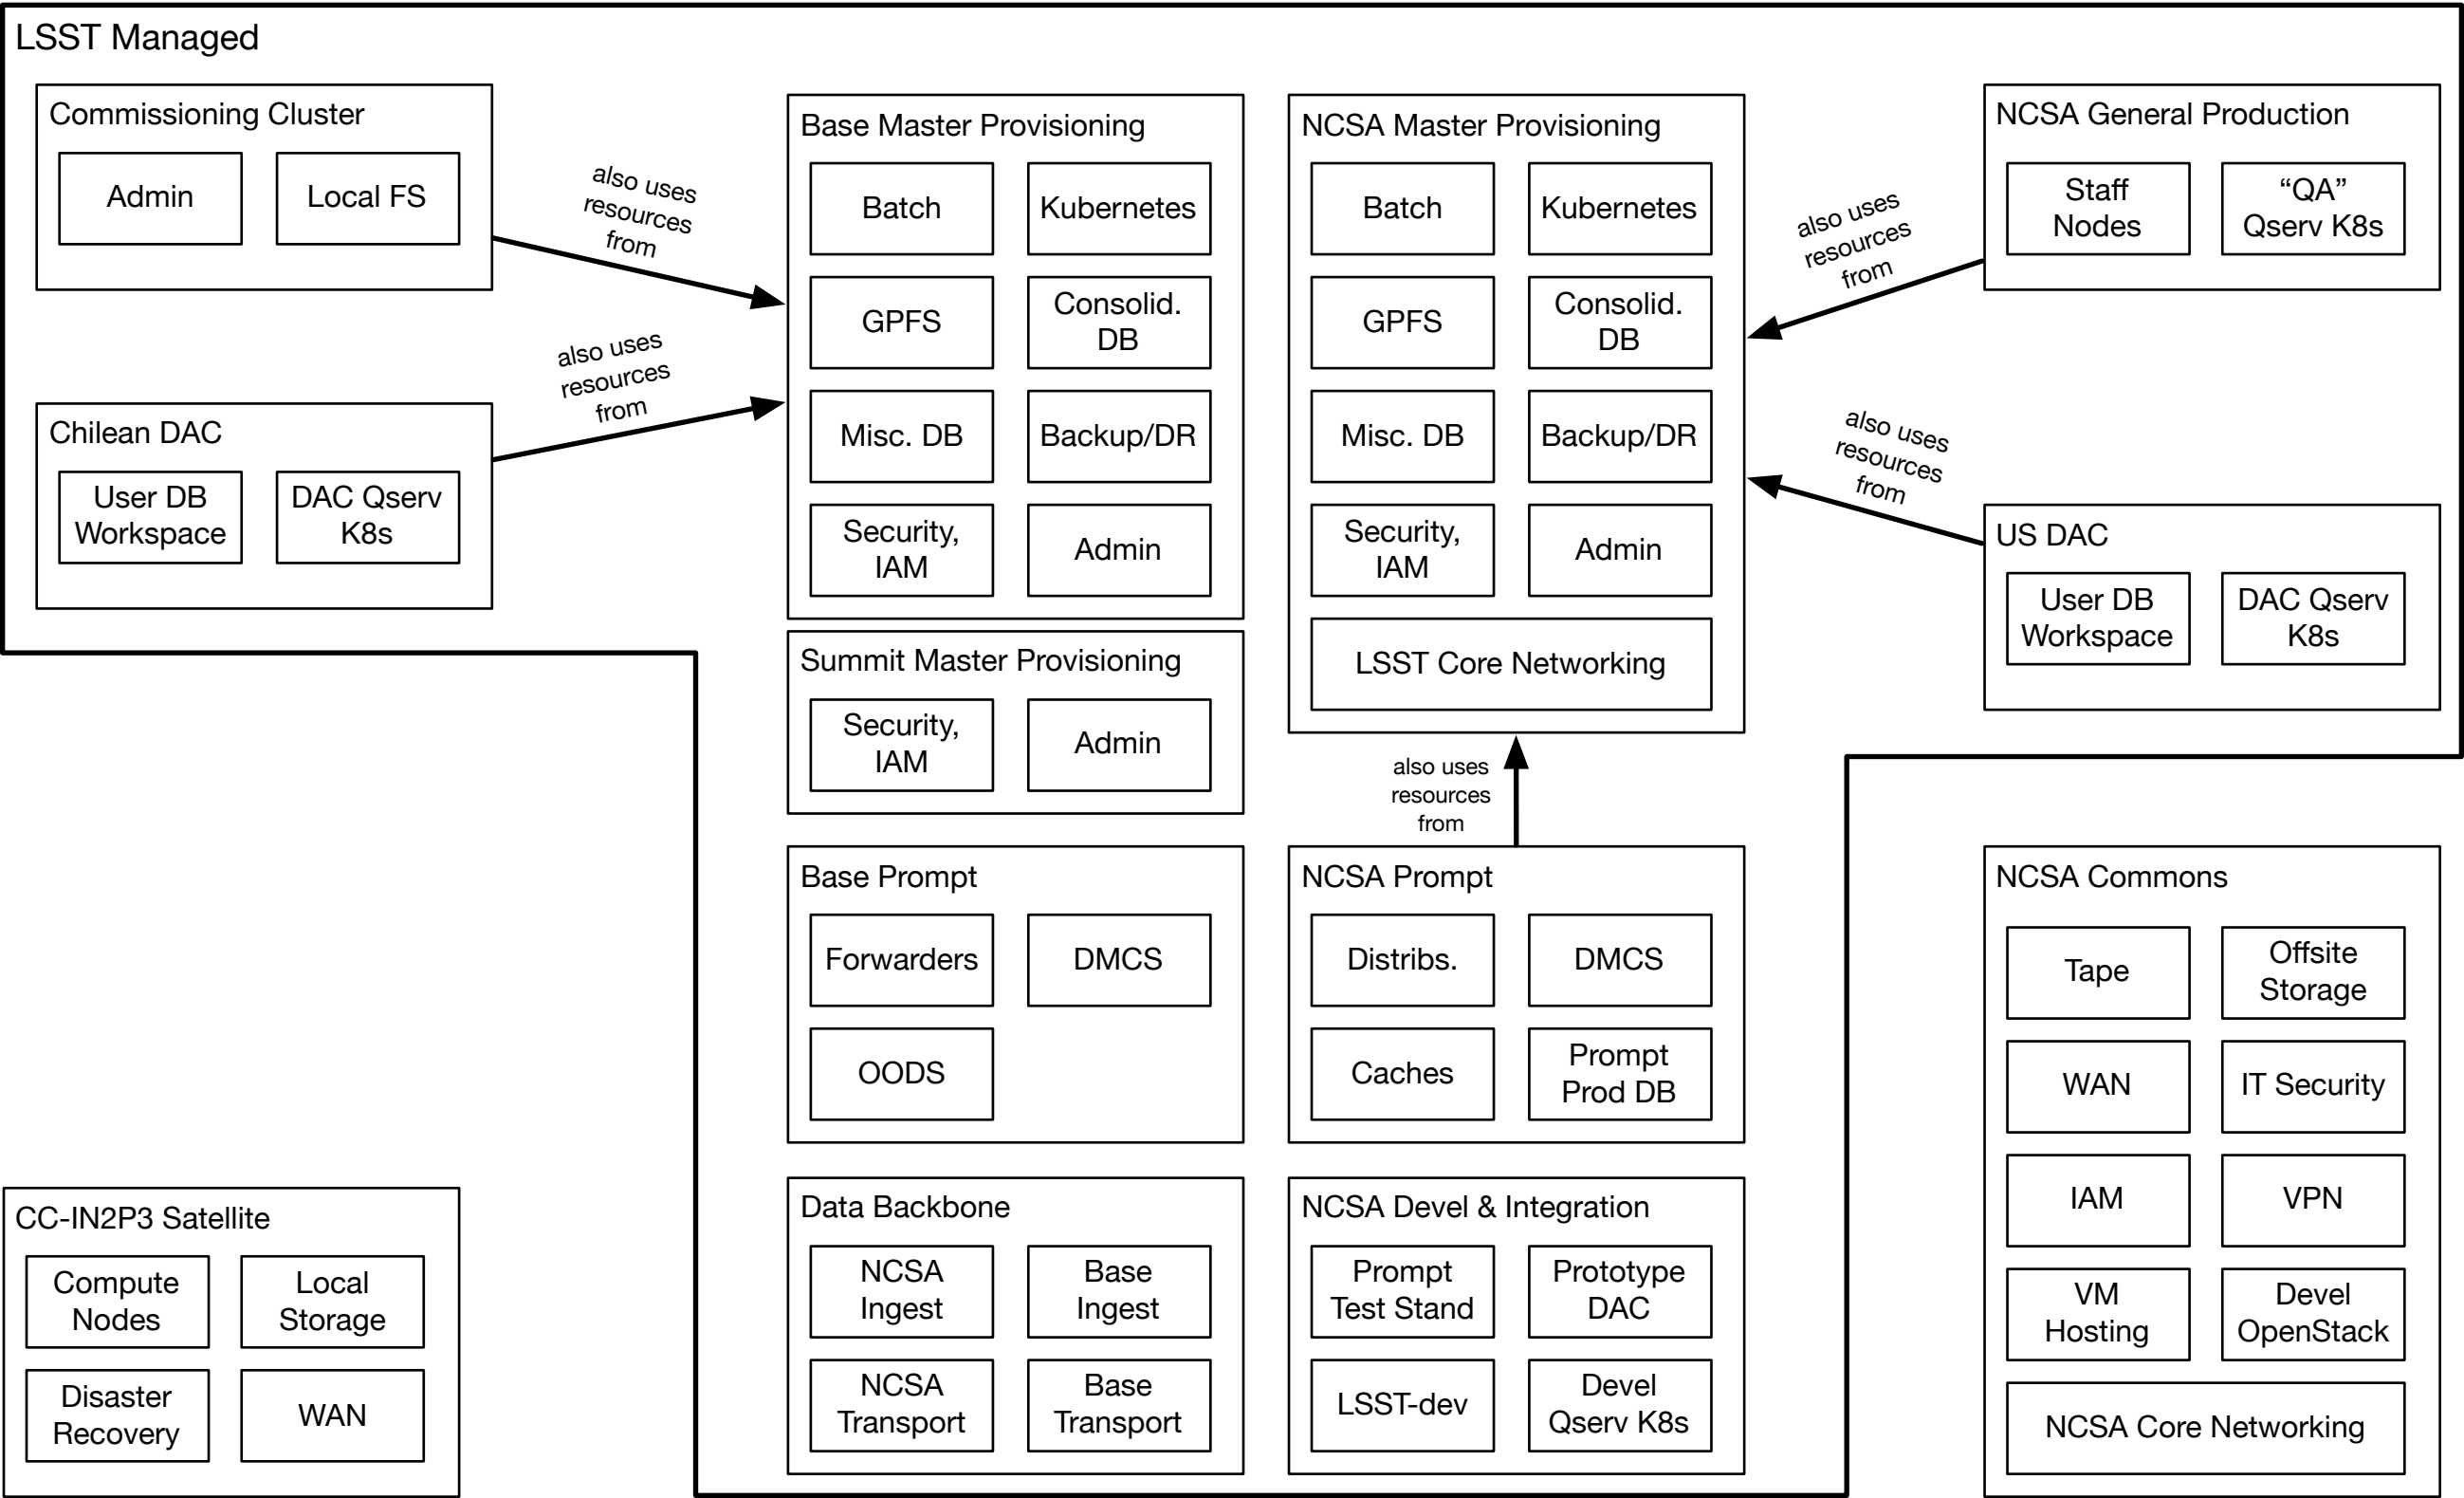 LSST Managed
Commissioning Cluster
Admin
Local FS
also uses
resources
from
Chilean DAC
User DB
Workspace
DAC Qserv
K8s
also uses
resources
from
Base Master Provisioning
Batch
Kubernetes
GPFS
Consolid.
DB
Misc. DB
Backup/DR
Security,
IAM
Admin
Summit Master Provisioning
Security,
IAM
Admin
NCSA Master Provisioning
Batch
Kubernetes
GPFS
Consolid.
DB
Misc. DB
Backup/DR
Security,
IAM
Admin
LSST Core Networking
also uses
resources
from
NCSA General Production
Staff
Nodes
“QA”
Qserv K8s
also uses
resources
from
US DAC
User DB
Workspace
DAC Qserv
K8s
also uses
resources
from
Base Prompt
Forwarders
DMCS
OODS
NCSA Prompt
Distribs.
DMCS
Caches
Prompt
Prod DB
Data Backbone
NCSA
Ingest
Base
Ingest
NCSA
Transport
Base
Transport
NCSA Devel & Integration
Prompt
Test Stand
Prototype
DAC
LSST-dev
Devel
Qserv K8s
CC-IN2P3 Satellite
Compute
Nodes
Local
Storage
Disaster
Recovery
WAN
NCSA Commons
Tape
Offsite
Storage
WAN
IT Security
IAM
VPN
VM
Hosting
Devel
OpenStack
NCSA Core Networking